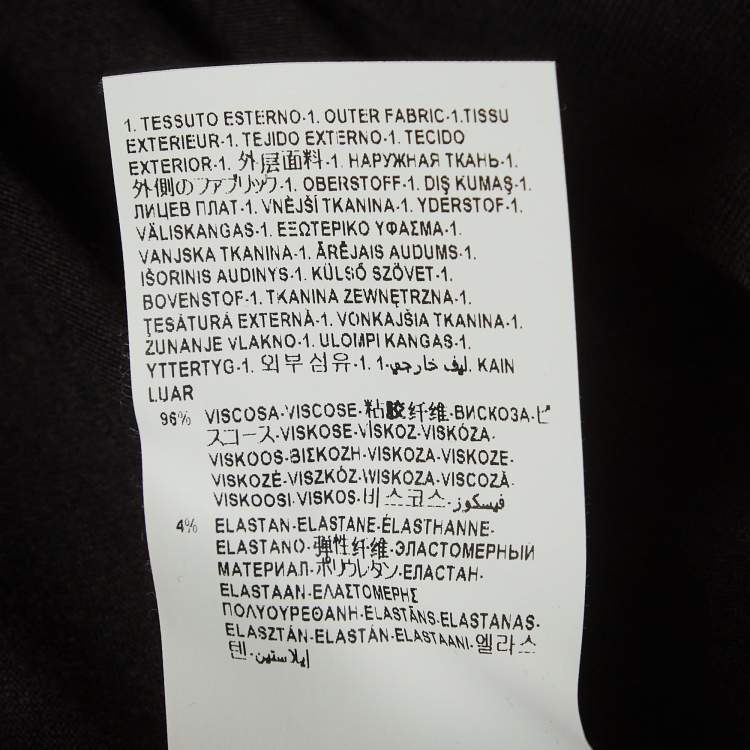 1. TESSUTO ESTERNO-1. OUTER FABRIC-1.TISSU
EXTERIEUR-1. TEJIDO EXTERNO-1. TECIDO
EXTERIOR-1. 外层面料-1. НАРУЖНАЯ ТКАНЬ-1.
外側のファブリック-1. OBERSTOFF-1. DIŞ KUMAŞ-1.
ЛИЦЕВ ПЛАТ-1. VNĚJŠÍ TKANINA-1. YDERSTOF-1.
VÄLISKANGAS-1. ΕΞΩΤΕΡΙΚΟ ΥΦΑΣΜΑ-1.
VANJSKA TKANINA-1. ĀRĒJAIS AUDUMS-1.
IŠORINIS AUDINYS-1. KÜLSŐ SZÖVET-1.
BOVENSTOF-1. TKANINA ZEWNĘTRZNA-1.
ŢESĂTURĂ EXTERNĂ-1. VONKAJŠIA TKANINA-1.
ZUNANJE VLAKNO-1. ULOMPI KANGAS-1.
YTTERTYG-1. 외부 섬유-1. 1-ليف خارجي. KAIN
LUAR
96% VISCOSA-VISCOSE-粘胶纤维-ВИСКОЗА-ビ
スコース-VISKOSE-VİSKOZ-VISKÓZA-
VISKOOS-ΒΙΣΚΟΖΗ-VISKOZA-VISKOZE-
VISKOZĖ-VISZKÓZ-WISKOZA-VISCOZĂ-
VISKOOSI-VISKOS-비스코스-فيسكوز
4% ELASTAN-ELASTANE-ÉLASTHANNE-
ELASTANO-弹性纤维-ЭЛАСТОМЕРНЫЙ
МАТЕРИАЛ-ポリウレタン-ЕЛАСТАН-
ELASTAAN-ΕΛΑΣΤΟΜΕΡΗΣ
ΠΟΛΥΟΥΡΕΘΑΝΗ-ELASTĀNS-ELASTANAS-
ELASZTÁN-ELASTÁN-ELASTAANI-엘라스
텐-إيلاستين